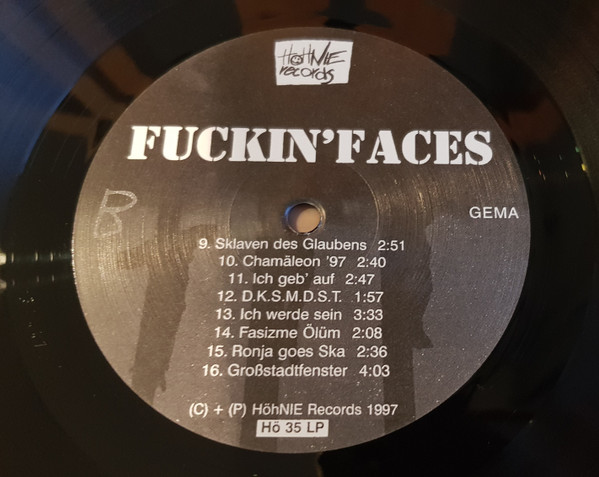 HöHNIE
records
FUCKIN'FACES
B
GEMA
9. Sklaven des Glaubens 2:51
10. Chamäleon '97 2:40
11. Ich geb' auf 2:47
12. D.K.S.M.D.S.T. 1:57
13. Ich werde sein 3:33
14. Fasizme Ölüm 2:08
15. Ronja goes Ska 2:36
16. Großstadtfenster 4:03
(C) + (P) HöhNIE Records 1997
Hö 35 LP